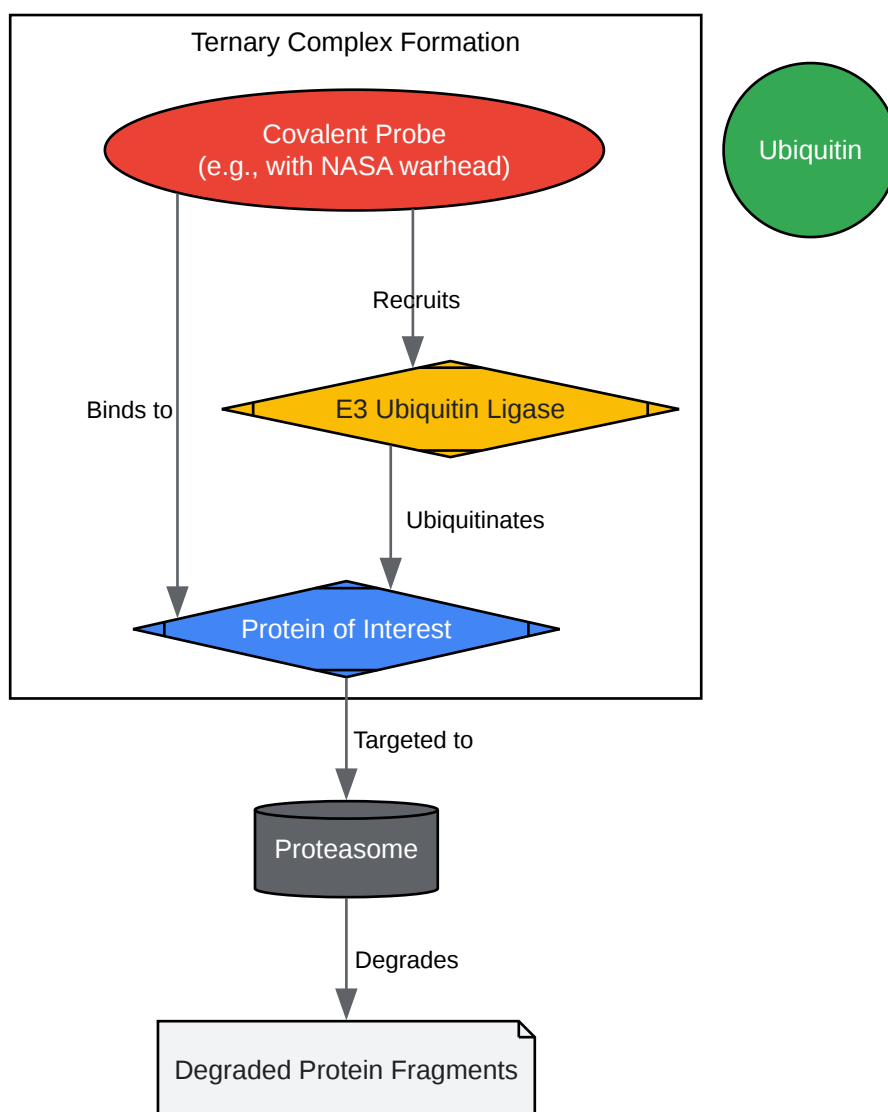 Ternary Complex Formation
Covalent Probe
(e.g., with NASA warhead)
Ubiquitin
Recruits
Binds to
E3 Ubiquitin Ligase
Ubiquitinates
Protein of Interest
Targeted to
Proteasome
Degrades
Degraded Protein Fragments